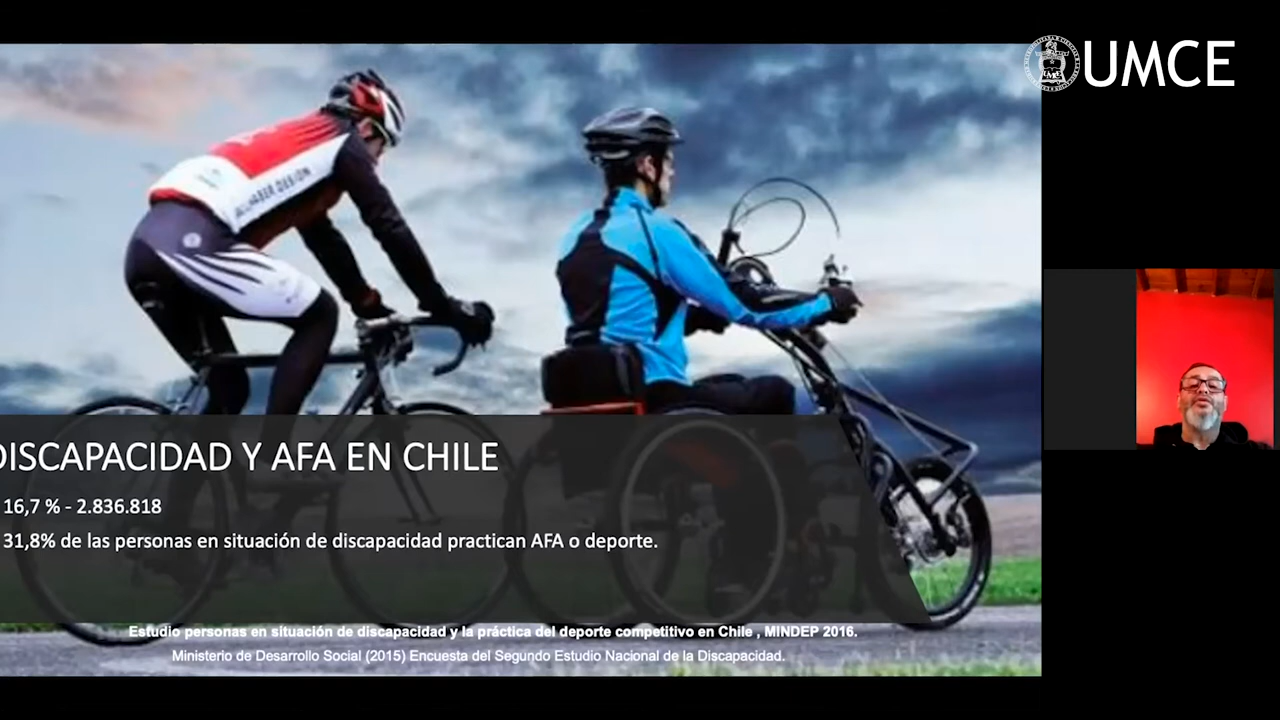 UMCE
DISCAPACIDAD Y AFA EN CHILE
16,7 % - 2.836.818
31,8% de las personas en situación de discapacidad practican AFA o deporte.
Estudio personas en situación de discapacidad y la práctica del deporte competitivo en Chile , MINDEP 2016.
Ministerio de Desarrollo Social (2015) Encuesta del Segundo Estudio Nacional de la Discapacidad.